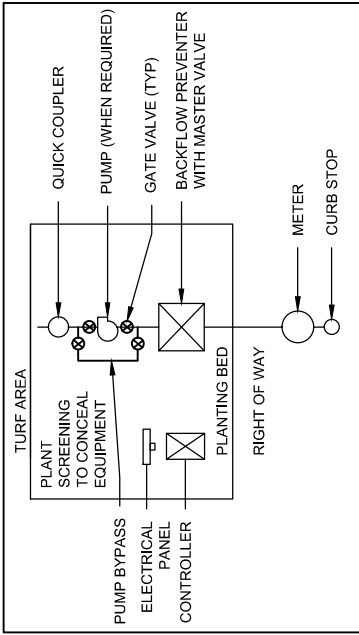 TURF AREA
PLANT
SCREENING
TO CONCEAL
EQUIPMENT
QUICK COUPLER
PUMP (WHEN REQUIRED)
GATE VALVE (TYP)
BACKFLOW PREVENTER
WITH MASTER VALVE
PUMP BYPASS
ELECTRICAL
PANEL
CONTROLLER
PLANTING BED
RIGHT OF WAY
METER
CURB STOP